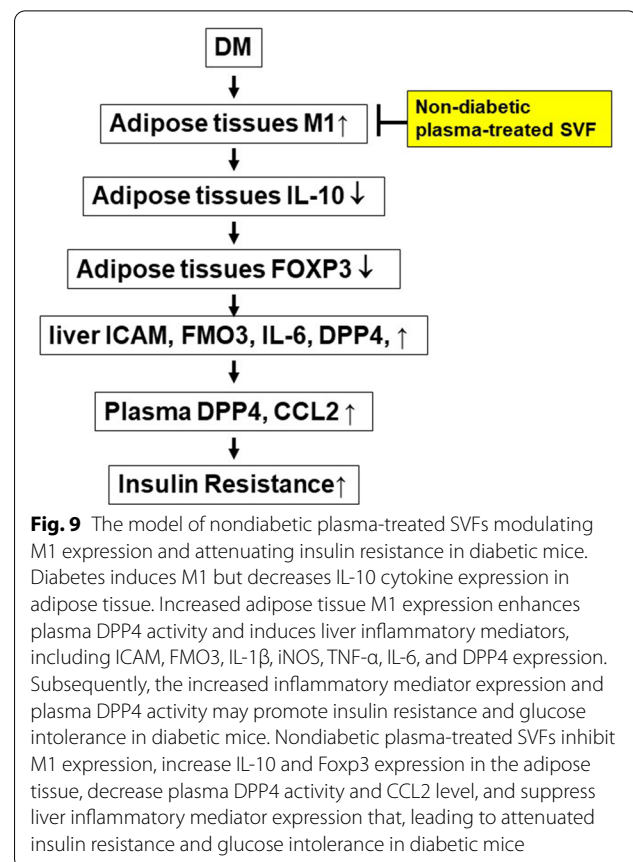 DM
Adipose tissues M1↑
Non-diabetic
plasma-treated SVF
Adipose tissues IL-10 ↓
Adipose tissues FOXP3 ↓
liver ICAM, FMO3, IL-6, DPP4, ↑
Plasma DPP4, CCL2 ↑
Insulin Resistance↑
Fig. 9 The model of nondiabetic plasma-treated SVFs modulating
M1 expression and attenuating insulin resistance in diabetic mice.
Diabetes induces M1 but decreases IL-10 cytokine expression in
adipose tissue. Increased adipose tissue M1 expression enhances
plasma DPP4 activity and induces liver inflammatory mediators,
including ICAM, FMO3, IL-1β, iNOS, TNF-α, IL-6, and DPP4 expression.
Subsequently, the increased inflammatory mediator expression and
plasma DPP4 activity may promote insulin resistance and glucose
intolerance in diabetic mice. Nondiabetic plasma-treated SVFs inhibit
M1 expression, increase IL-10 and Foxp3 expression in the adipose
tissue, decrease plasma DPP4 activity and CCL2 level, and suppress
liver inflammatory mediator expression that, leading to attenuated
insulin resistance and glucose intolerance in diabetic mice